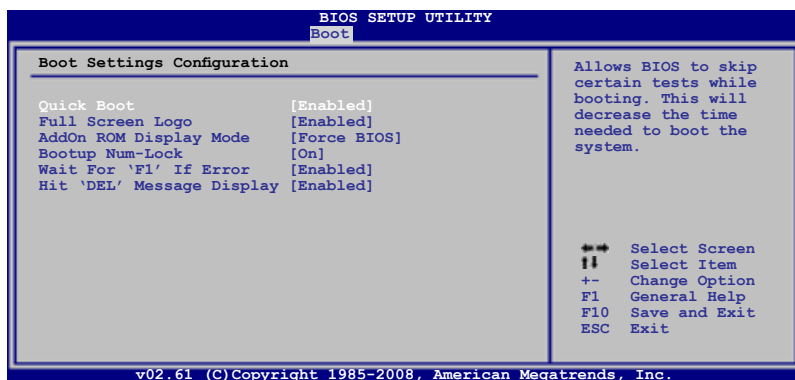 BIOS SETUP UTILITY
Boot
Boot Settings Configuration
Quick Boot [Enabled]
Full Screen Logo [Enabled]
AddOn ROM Display Mode [Force BIOS]
Bootup Num-Lock [On]
Wait For ‘F1’ If Error [Enabled]
Hit ‘DEL’ Message Display [Enabled]
Allows BIOS to skip
certain tests while
booting. This will
decrease the time
needed to boot the
system.
Select Screen
Select Item
+- Change Option
F1 General Help
F10 Save and Exit
ESC Exit
v02.61 (C)Copyright 1985-2008, American Megatrends, Inc.